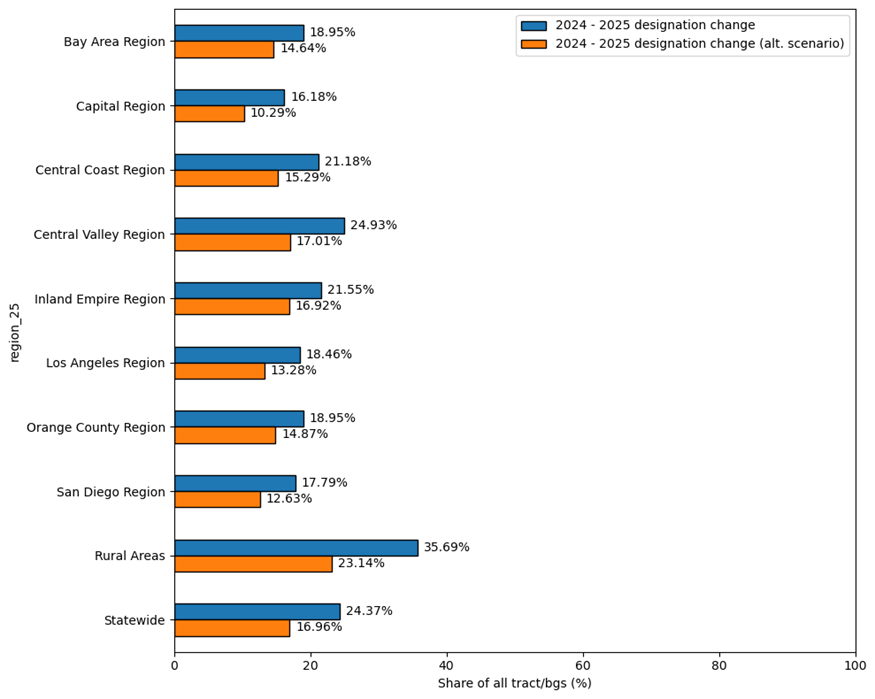 2024 - 2025 designation change
2024 - 2025 designation change (alt. scenario)
region_25
Bay Area Region
18.95%
14.64%
Capital Region
16.18%
10.29%
Central Coast Region
21.18%
15.29%
Central Valley Region
24.93%
17.01%
Inland Empire Region
21.55%
16.92%
Los Angeles Region
18.46%
13.28%
Orange County Region
18.95%
14.87%
San Diego Region
17.79%
12.63%
Rural Areas
35.69%
23.14%
Statewide
24.37%
16.96%
0 20 40 60 80 100
Share of all tract/bgs (%)